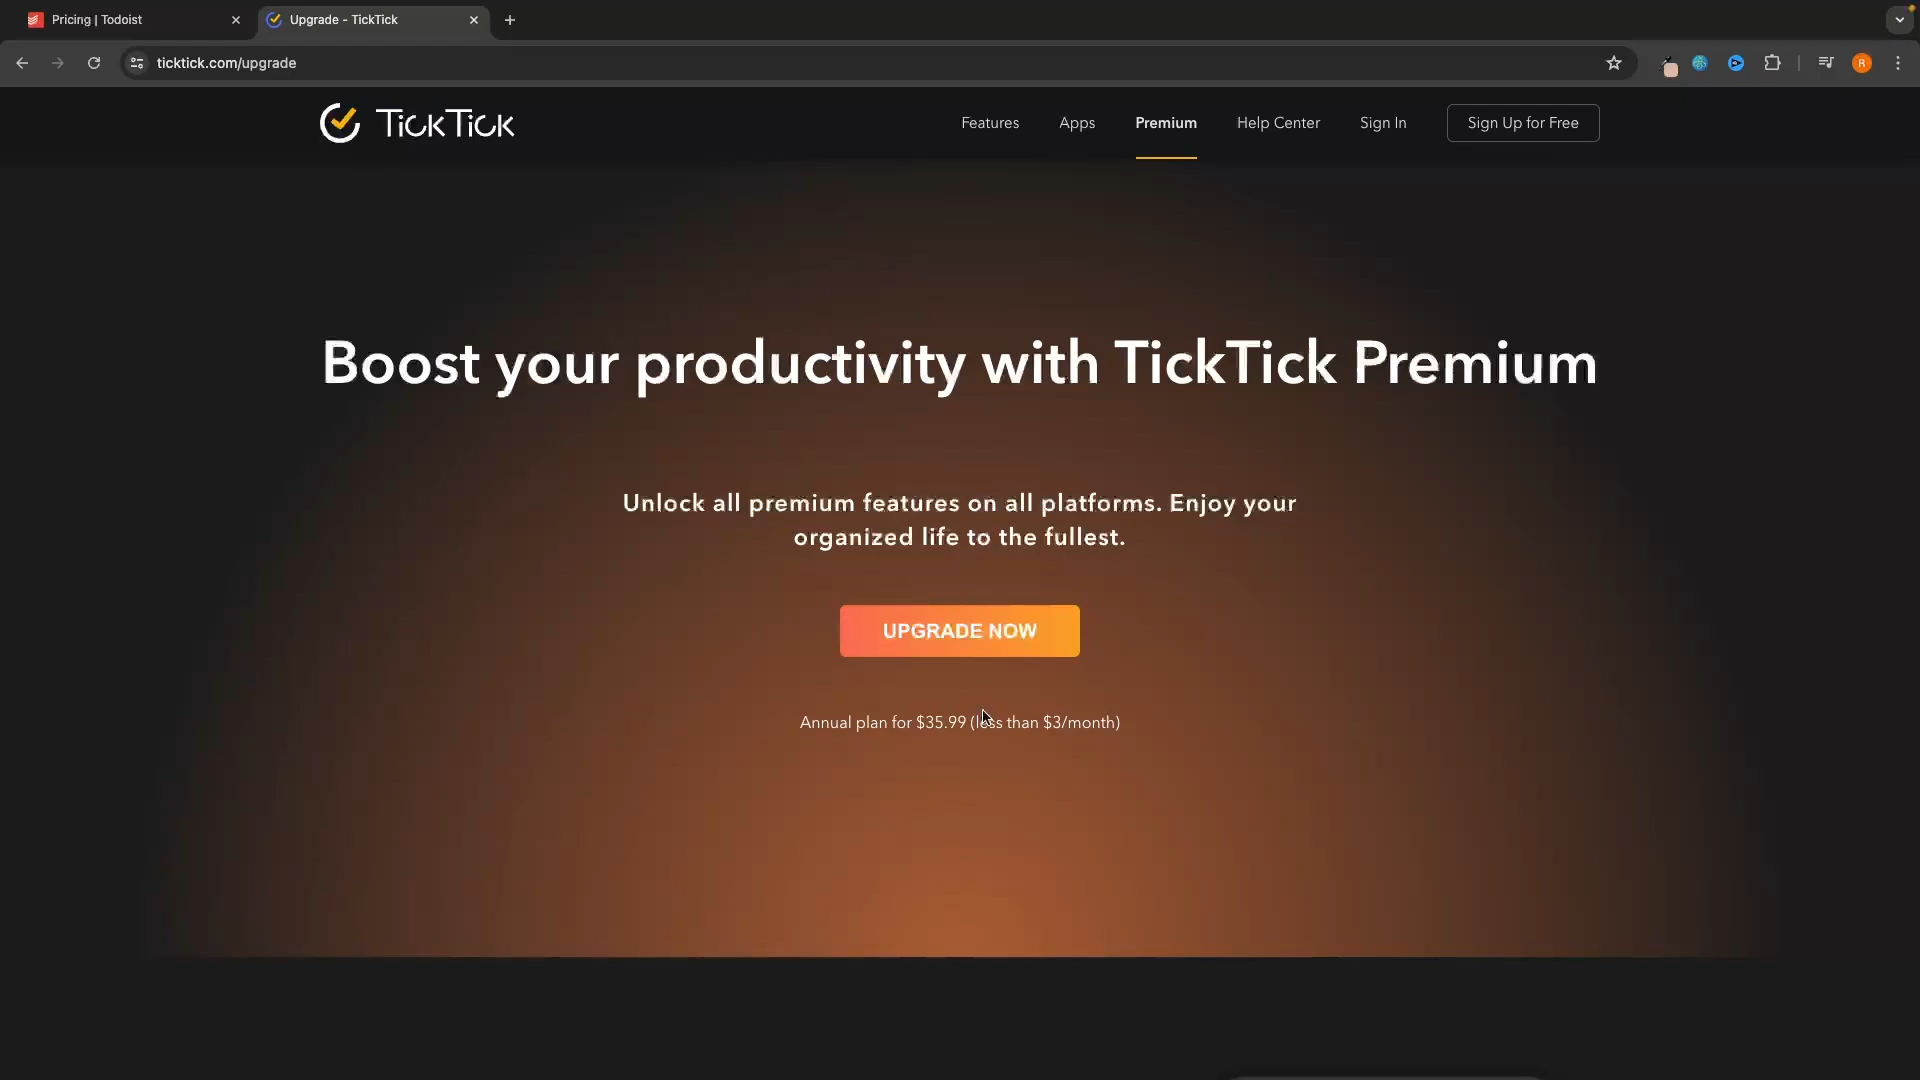 Pricing | Todoist
Upgrade - TickTick
ticktick.com/upgrade
R
TickTick
Features
Apps
Premium
Help Center
Sign In
Sign Up for Free
Boost your productivity with TickTick Premium
Unlock all premium features on all platforms. Enjoy your
organized life to the fullest.
UPGRADE NOW
Annual plan for $35.99 (less than $3/month)